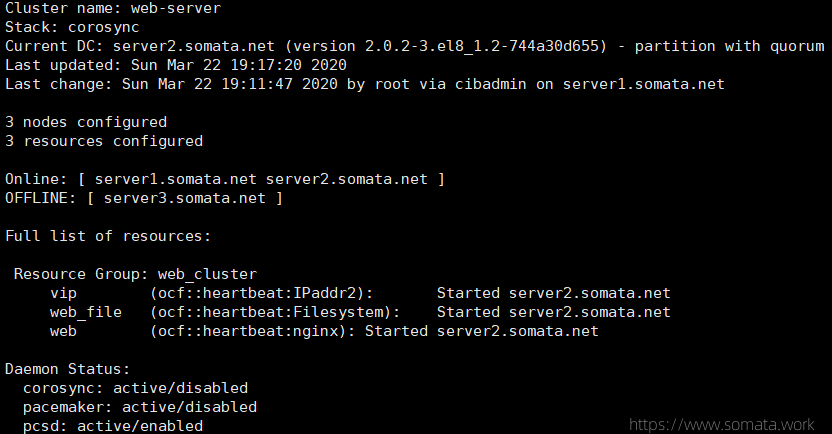 Cluster name: web-server
Stack: corosync
Current DC: server2.somata.net (version 2.0.2-3.el8_1.2-744a30d655) - partition with quorum
Last updated: Sun Mar 22 19:17:20 2020
Last change: Sun Mar 22 19:11:47 2020 by root via cibadmin on server1.somata.net
3 nodes configured
3 resources configured
Online: [ server1.somata.net server2.somata.net ]
OFFLINE: [ server3.somata.net ]
Full list of resources:
Resource Group: web_cluster
vip (ocf::heartbeat:IPaddr2): Started server2.somata.net
web_file (ocf::heartbeat:Filesystem): Started server2.somata.net
web (ocf::heartbeat:nginx): Started server2.somata.net
Daemon Status:
corosync: active/disabled
pacemaker: active/disabled
pcsd: active/enabled
https://www.somata.work